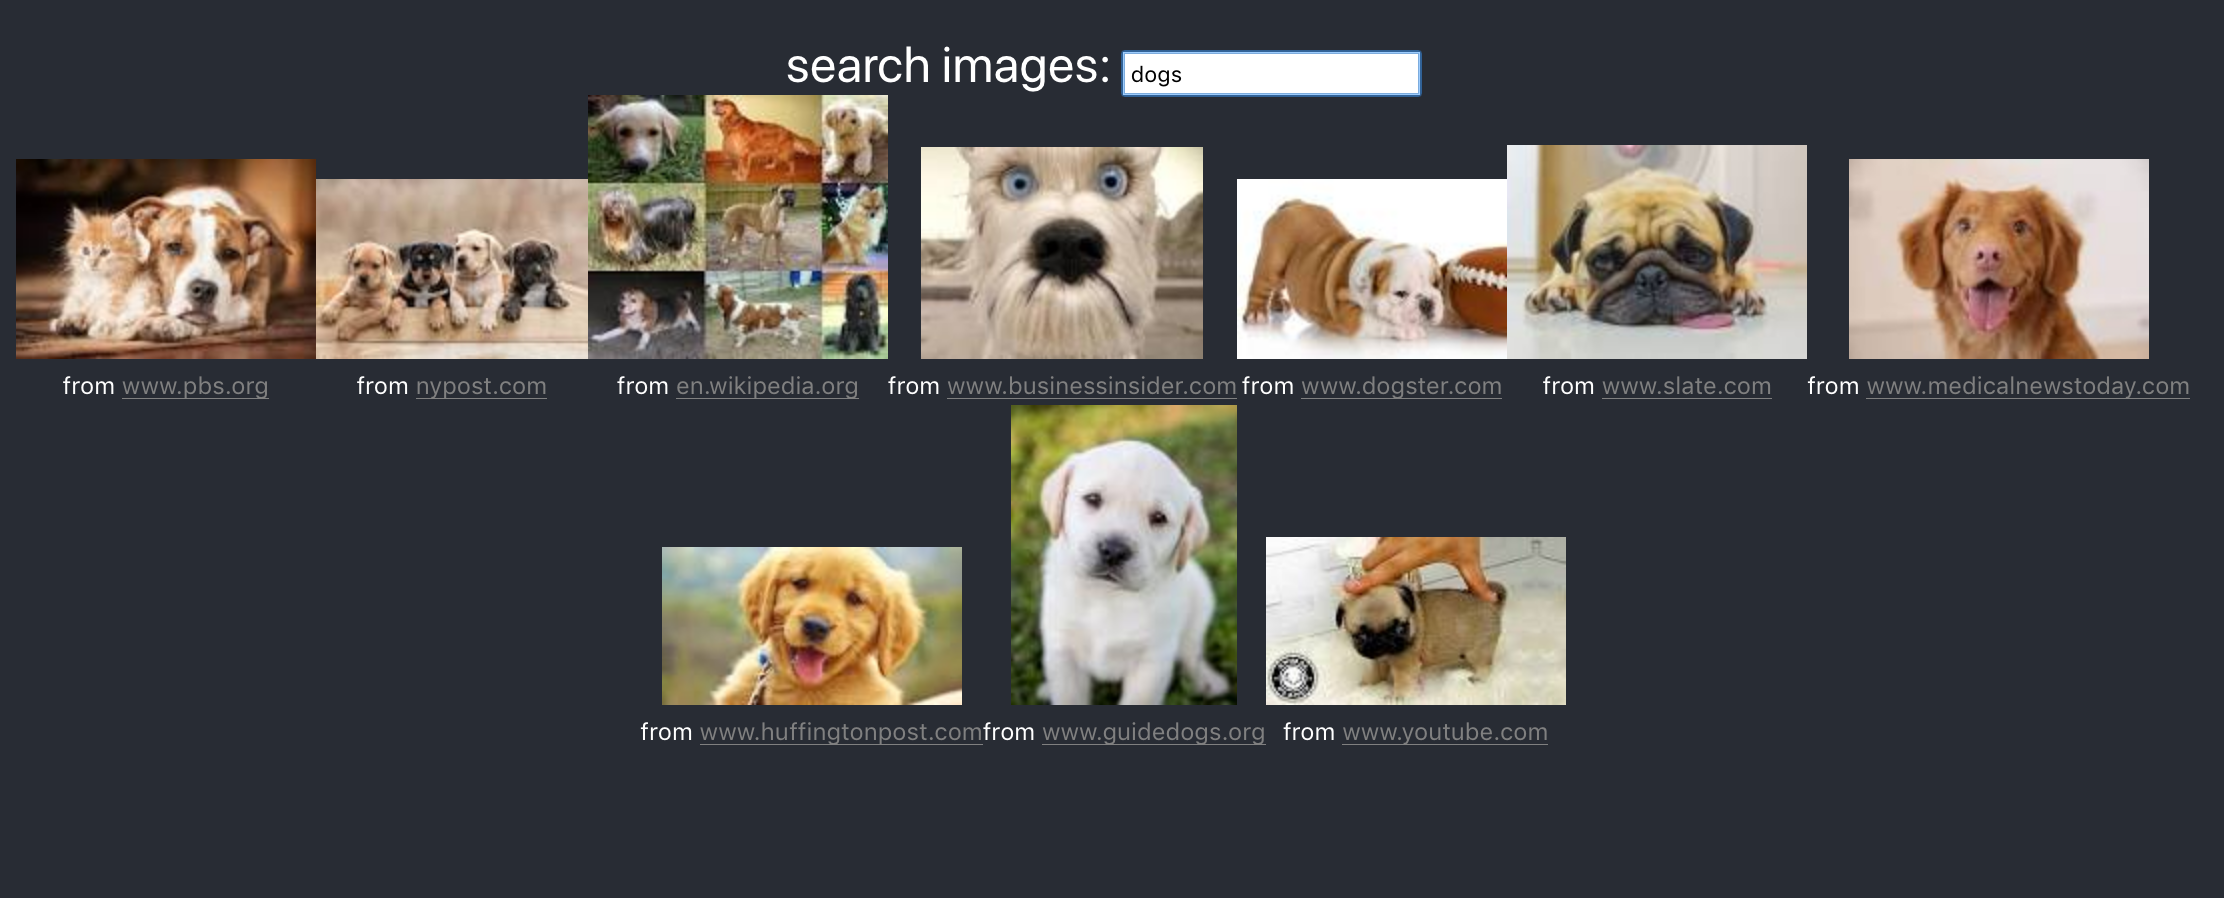 search images: dogs
from www.pbs.org
from nypost.com
from en.wikipedia.org
from www.businessinsider.com
from www.dogster.com
from www.slate.com
from www.medicalnewstoday.com
from www.huffingtonpost.com
from www.guidedogs.org
from www.youtube.com